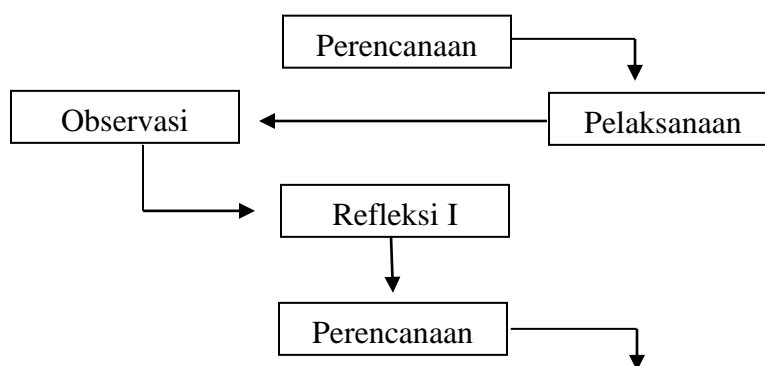 Perencanaan
Pelaksanaan
Observasi
Refleksi I
Perencanaan